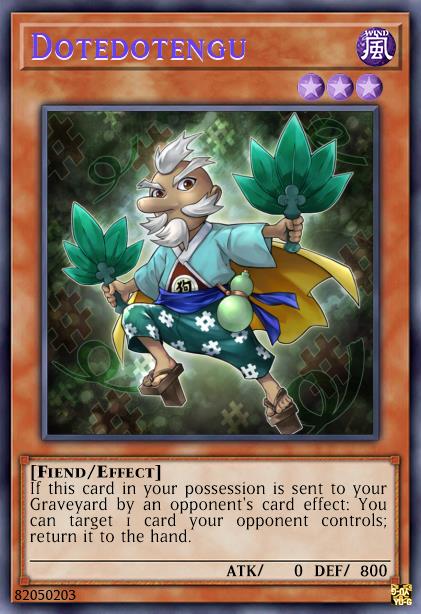 Dotedotengu
WIND
風
狗
[Fiend/Effect]
If this card in your possession is sent to your
Graveyard by an opponent's card effect: You
can target 1 card your opponent controls;
return it to the hand.
ATK/ 0 DEF/ 800
82050203